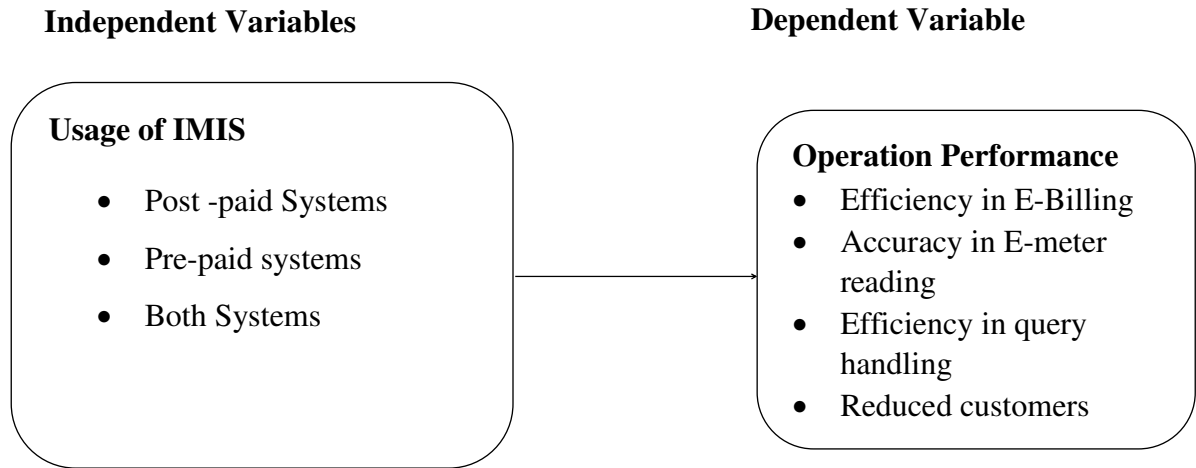 Independent Variables
Dependent Variable
Usage of IMIS
• Post -paid Systems
• Pre-paid systems
• Both Systems
Operation Performance
• Efficiency in E-Billing
• Accuracy in E-meter
reading
• Efficiency in query
handling
• Reduced customers